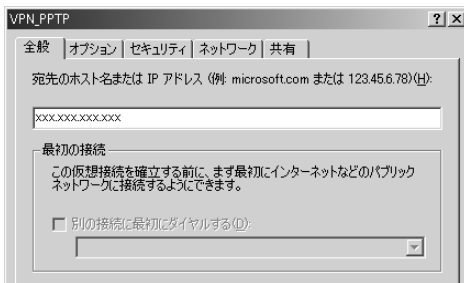 VPN_PPTP
全般 オプション セキュリティ ネットワーク 共有
宛先のホスト名または IP アドレス (例: microsoft.com または 123.45.6.78)(H):
xxx.xxx.xxx.xxx
最初の接続
この仮想接続を確立する前に、まず最初にインターネットなどのパブリック
ネットワークに接続するようにできます。
別の接続に最初にダイヤルする(D):